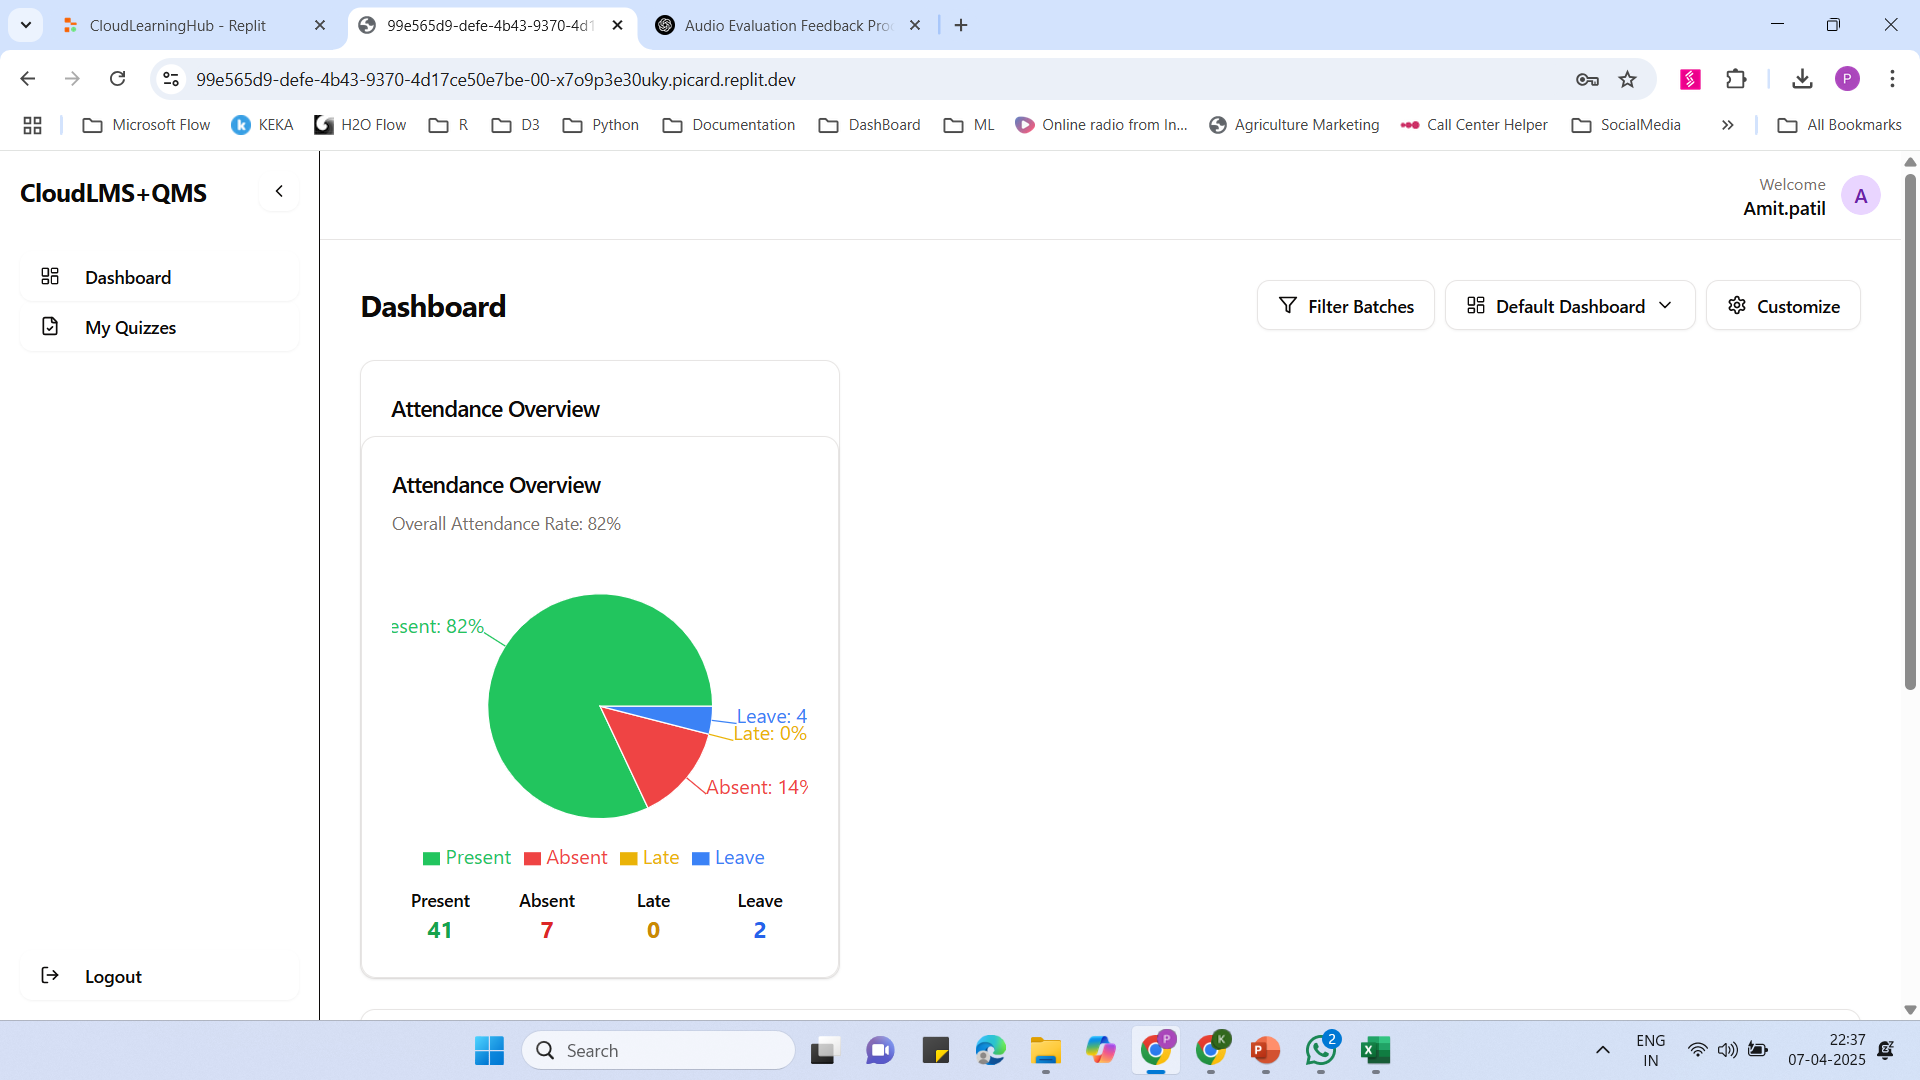 CloudLearningHub - Replit
99e565d9-defe-4b43-9370-4d1
Audio Evaluation Feedback Pro
99e565d9-defe-4b43-9370-4d17ce50e7be-00-x7o9p3e30uky.picard.replit.dev
P
Microsoft Flow
KEKA
H2O Flow
R
D3
Python
Documentation
DashBoard
ML
Online radio from In...
Agriculture Marketing
Call Center Helper
SocialMedia
All Bookmarks
CloudLMS+QMS
Welcome
Amit.patil
A
Dashboard
My Quizzes
Dashboard
Filter Batches
Default Dashboard
Customize
Attendance Overview
Attendance Overview
Overall Attendance Rate: 82%
esent: 82%
Leave: 4
Late: 0%
Absent: 14%
Present
Absent
Late
Leave
Present
Absent
Late
Leave
41
7
0
2
Logout
Search
P
K
2
ENG
IN
22:37
07-04-2025